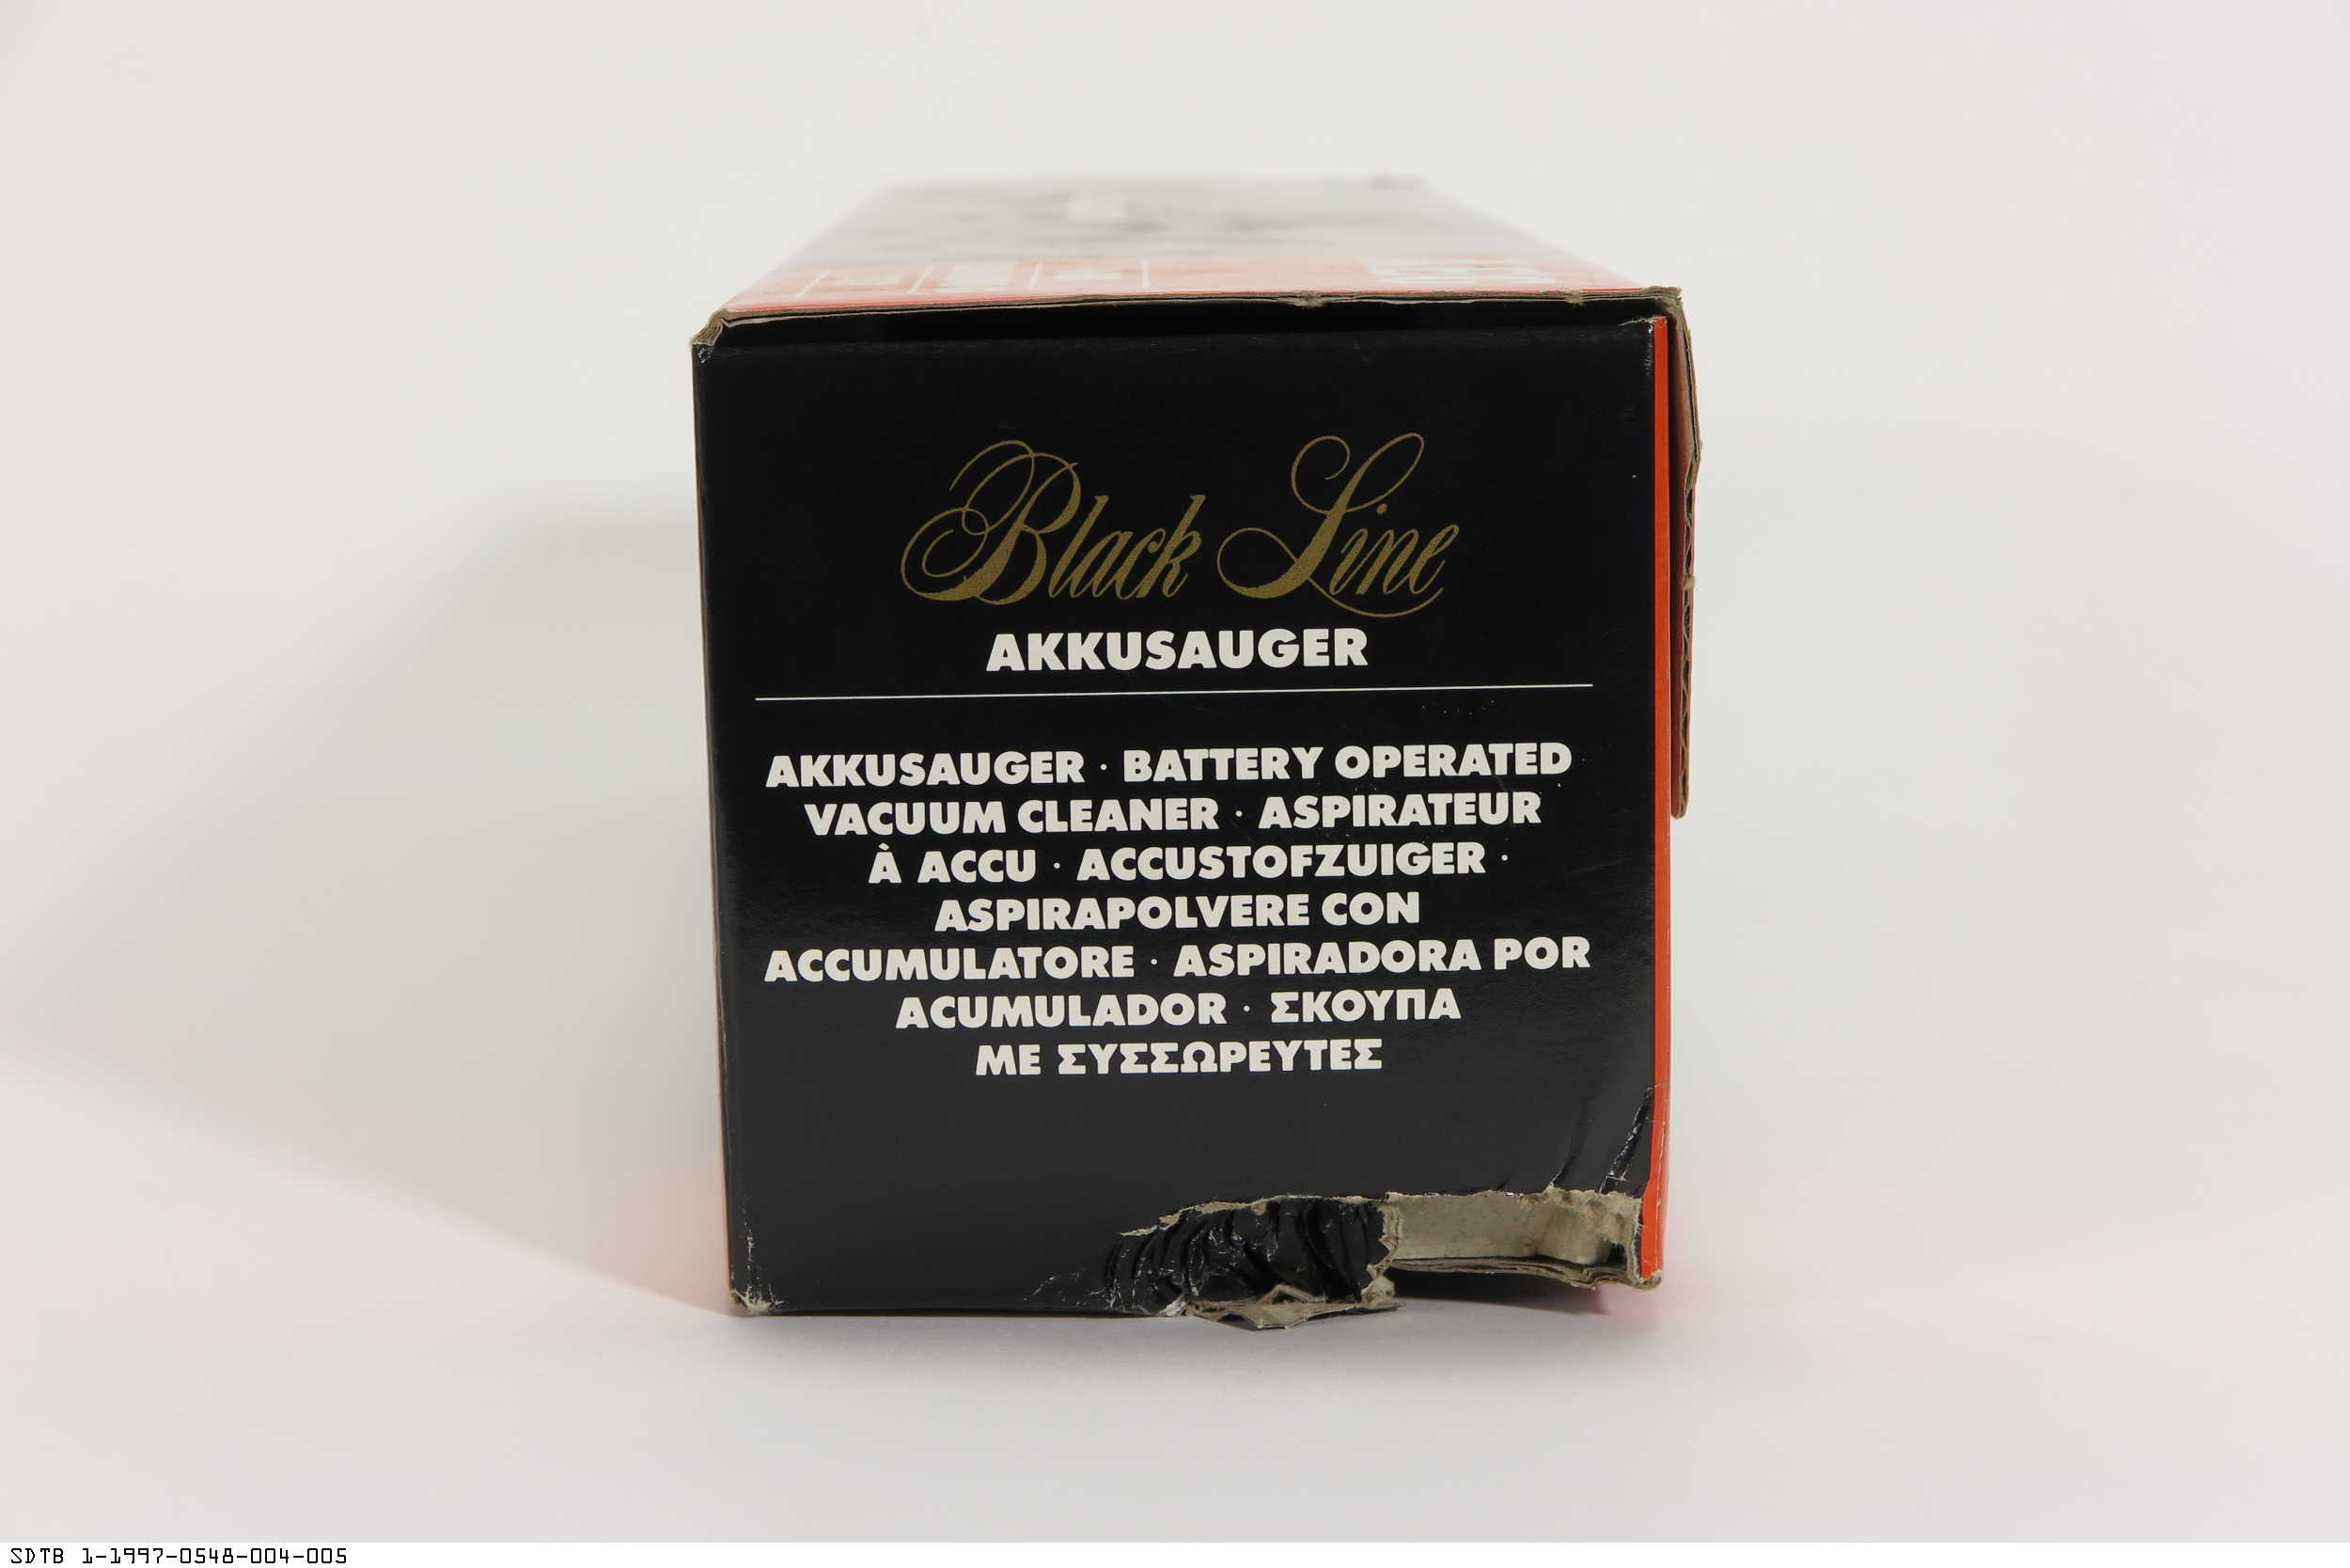 Black Line
AKKUSAUGER
AKKUSAUGER · BATTERY OPERATED
VACUUM CLEANER · ASPIRATEUR
À ACCU · ACCUSTOFZUIGER ·
ASPIRAPOLVERE CON
ACCUMULATORE · ASPIRADORA POR
ACUMULADOR · ΣΚΟΥΠΑ
ΜΕ ΣΥΣΣΩΡΕΥΤΕΣ
SDTB 1-1997-0548-004-005